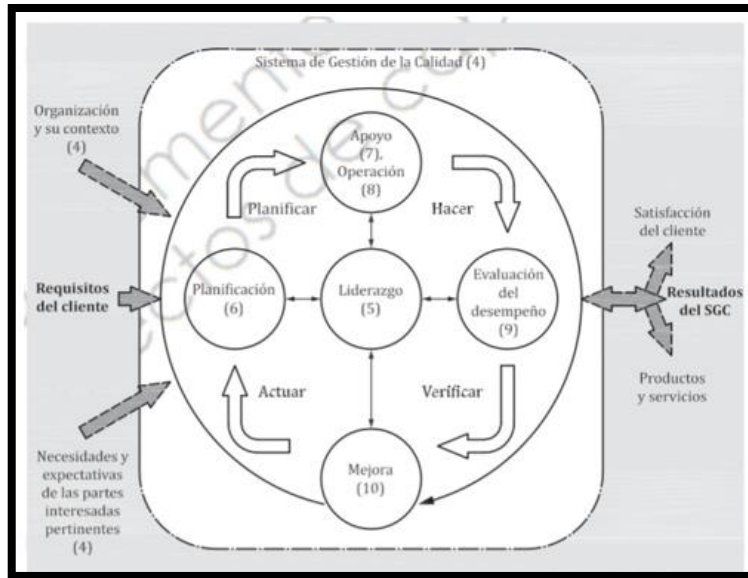 Sistema de Gestión de la Calidad (4)
Organización
y su contexto
(4)
Apoyo
(7),
Operación
(8)
Planificar
Hacer
Satisfacción
del cliente
Requisitos
del cliente
Planificación
(6)
Liderazgo
(5)
Evaluación
del
desempeño
(9)
Resultados
del SGC
Actuar
Verificar
Productos
y servicios
Necesidades y
expectativas
de las partes
interesadas
pertinentes
(4)
Mejora
(10)